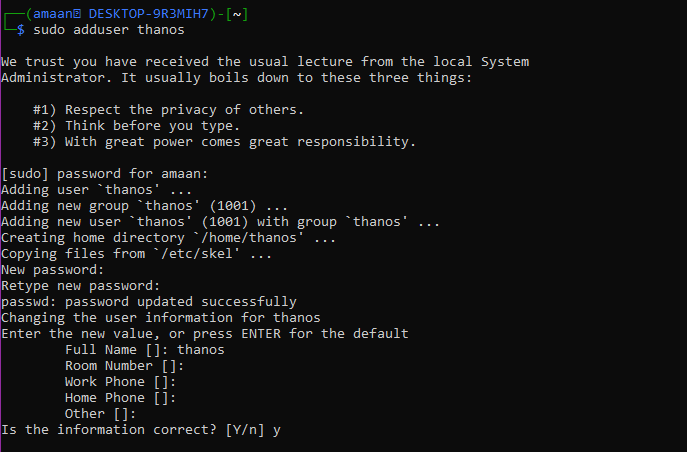 ┌──(amaan㉿ DESKTOP-9R3MIH7)-[~]
└─$ sudo adduser thanos
We trust you have received the usual lecture from the local System
Administrator. It usually boils down to these three things:
#1) Respect the privacy of others.
#2) Think before you type.
#3) With great power comes great responsibility.
[sudo] password for amaan:
Adding user `thanos' ...
Adding new group `thanos' (1001) ...
Adding new user `thanos' (1001) with group `thanos' ...
Creating home directory `/home/thanos' ...
Copying files from `/etc/skel' ...
New password:
Retype new password:
passwd: password updated successfully
Changing the user information for thanos
Enter the new value, or press ENTER for the default
Full Name []: thanos
Room Number []:
Work Phone []:
Home Phone []:
Other []:
Is the information correct? [Y/n] y